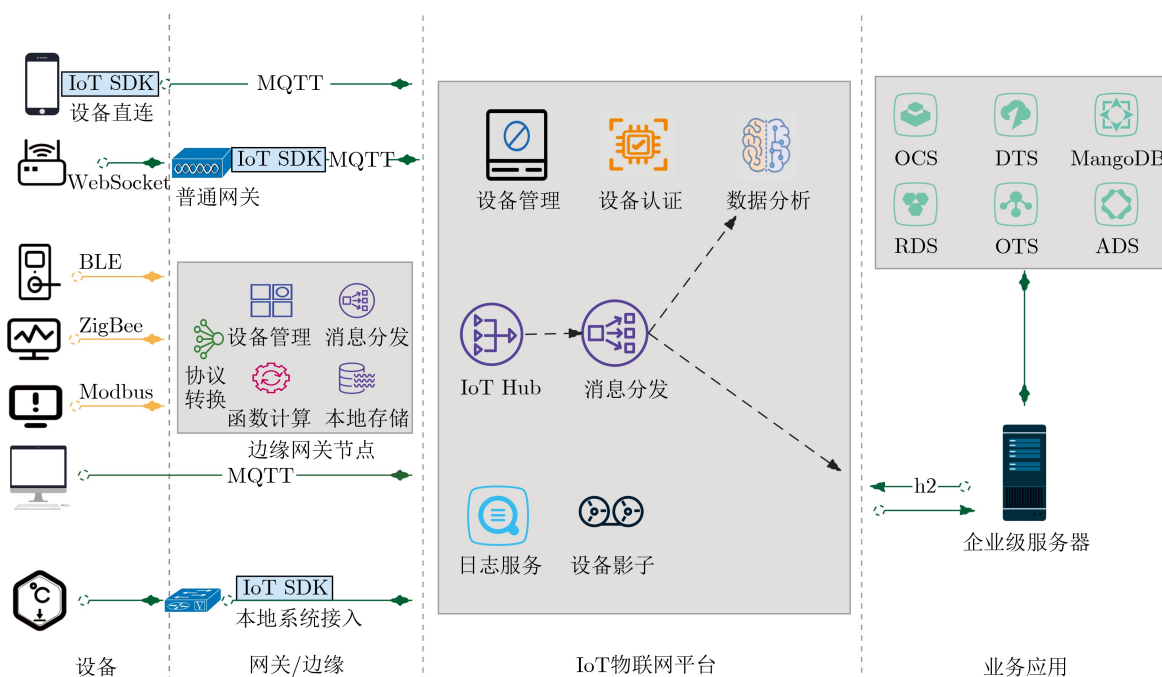 IoT SDK
MQTT
设备直连
WebSocket
IoT SDK
MQTT
普通网关
BLE
ZigBee
Modbus
设备管理
消息分发
协议
转换
函数计算
本地存储
边缘网关节点
MQTT
IoT SDK
本地系统接入
设备管理
设备认证
数据分析
IoT Hub
消息分发
日志服务
设备影子
OCS
DTS
MangoDB
RDS
OTS
ADS
h2
企业级服务器
°C
V
设备
网关/边缘
IoT物联网平台
业务应用